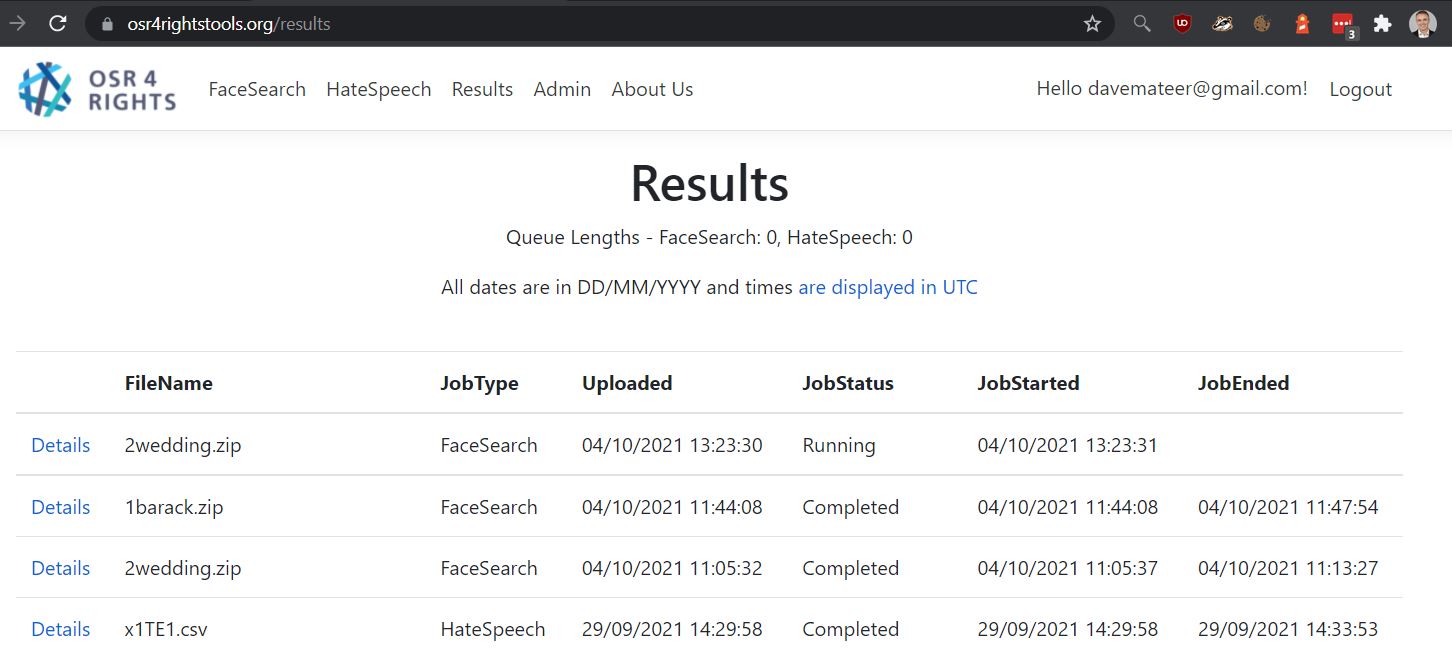 osr4rightstools.org/results
3
OSR 4
RIGHTS
FaceSearch HateSpeech Results Admin About Us Hello davemateer@gmail.com! Logout
Results
Queue Lengths - FaceSearch: 0, HateSpeech: 0
All dates are in DD/MM/YYYY and times are displayed in UTC
FileName JobType Uploaded JobStatus JobStarted JobEnded
Details 2wedding.zip FaceSearch 04/10/2021 13:23:30 Running 04/10/2021 13:23:31
Details 1barack.zip FaceSearch 04/10/2021 11:44:08 Completed 04/10/2021 11:44:08 04/10/2021 11:47:54
Details 2wedding.zip FaceSearch 04/10/2021 11:05:32 Completed 04/10/2021 11:05:37 04/10/2021 11:13:27
Details x1TE1.csv HateSpeech 29/09/2021 14:29:58 Completed 29/09/2021 14:29:58 29/09/2021 14:33:53